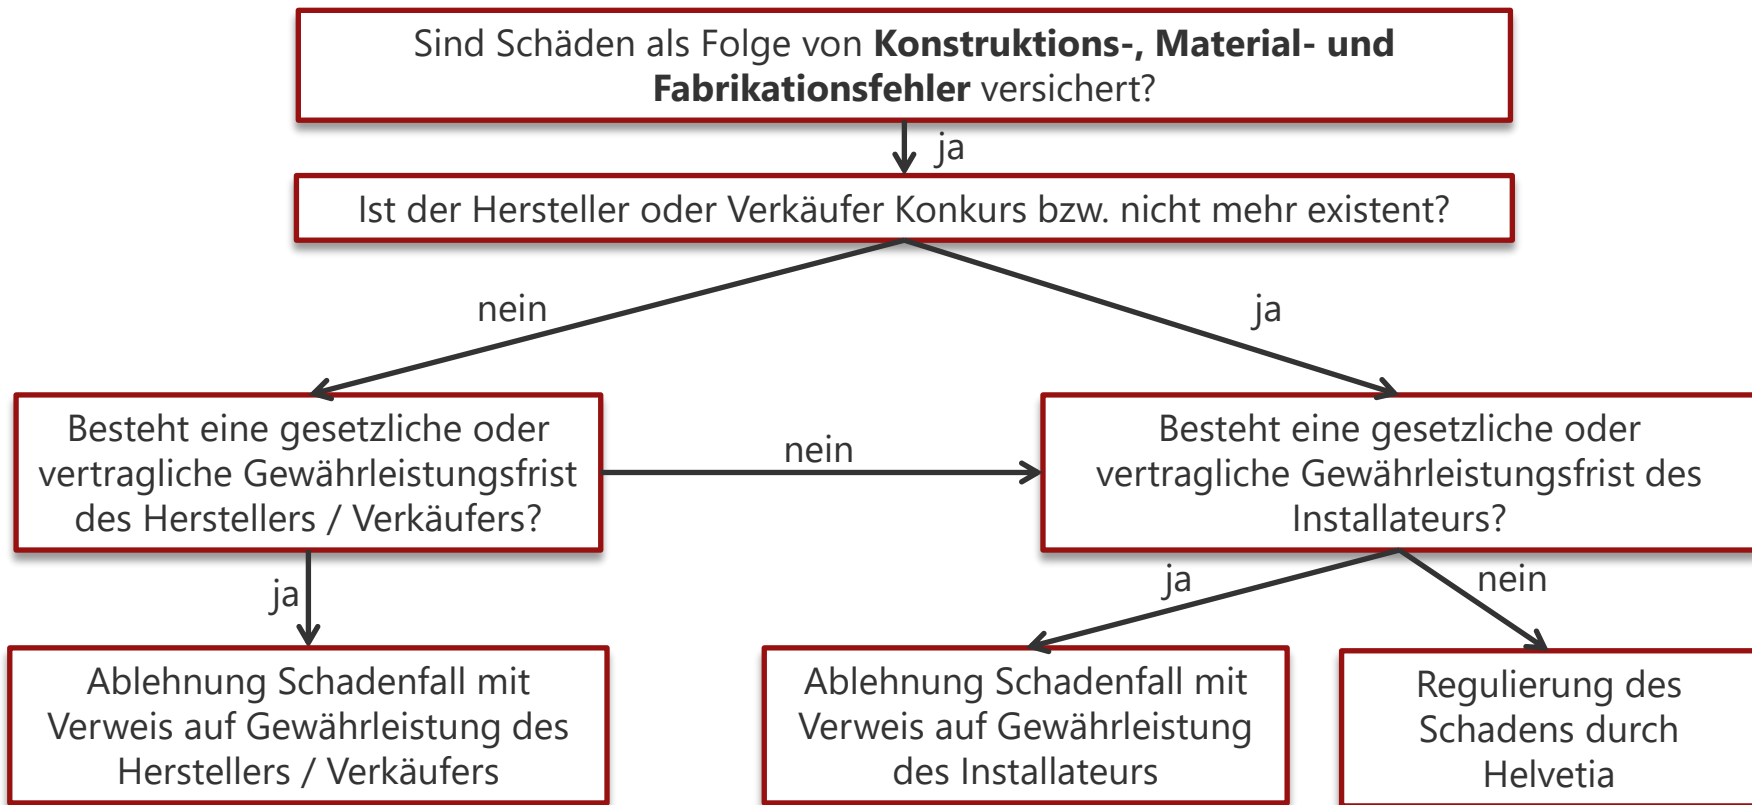 Sind Schäden als Folge von Konstruktions-, Material- und
Fabrikationsfehler versichert?
ja
Ist der Hersteller oder Verkäufer Konkurs bzw. nicht mehr existent?
nein
ja
Besteht eine gesetzliche oder
vertragliche Gewährleistungsfrist
des Herstellers / Verkäufers?
nein
Besteht eine gesetzliche oder
vertragliche Gewährleistungsfrist des
Installateurs?
ja
ja
nein
Ablehnung Schadenfall mit
Verweis auf Gewährleistung des
Herstellers / Verkäufers
Ablehnung Schadenfall mit
Verweis auf Gewährleistung
des Installateurs
Regulierung des
Schadens durch
Helvetia